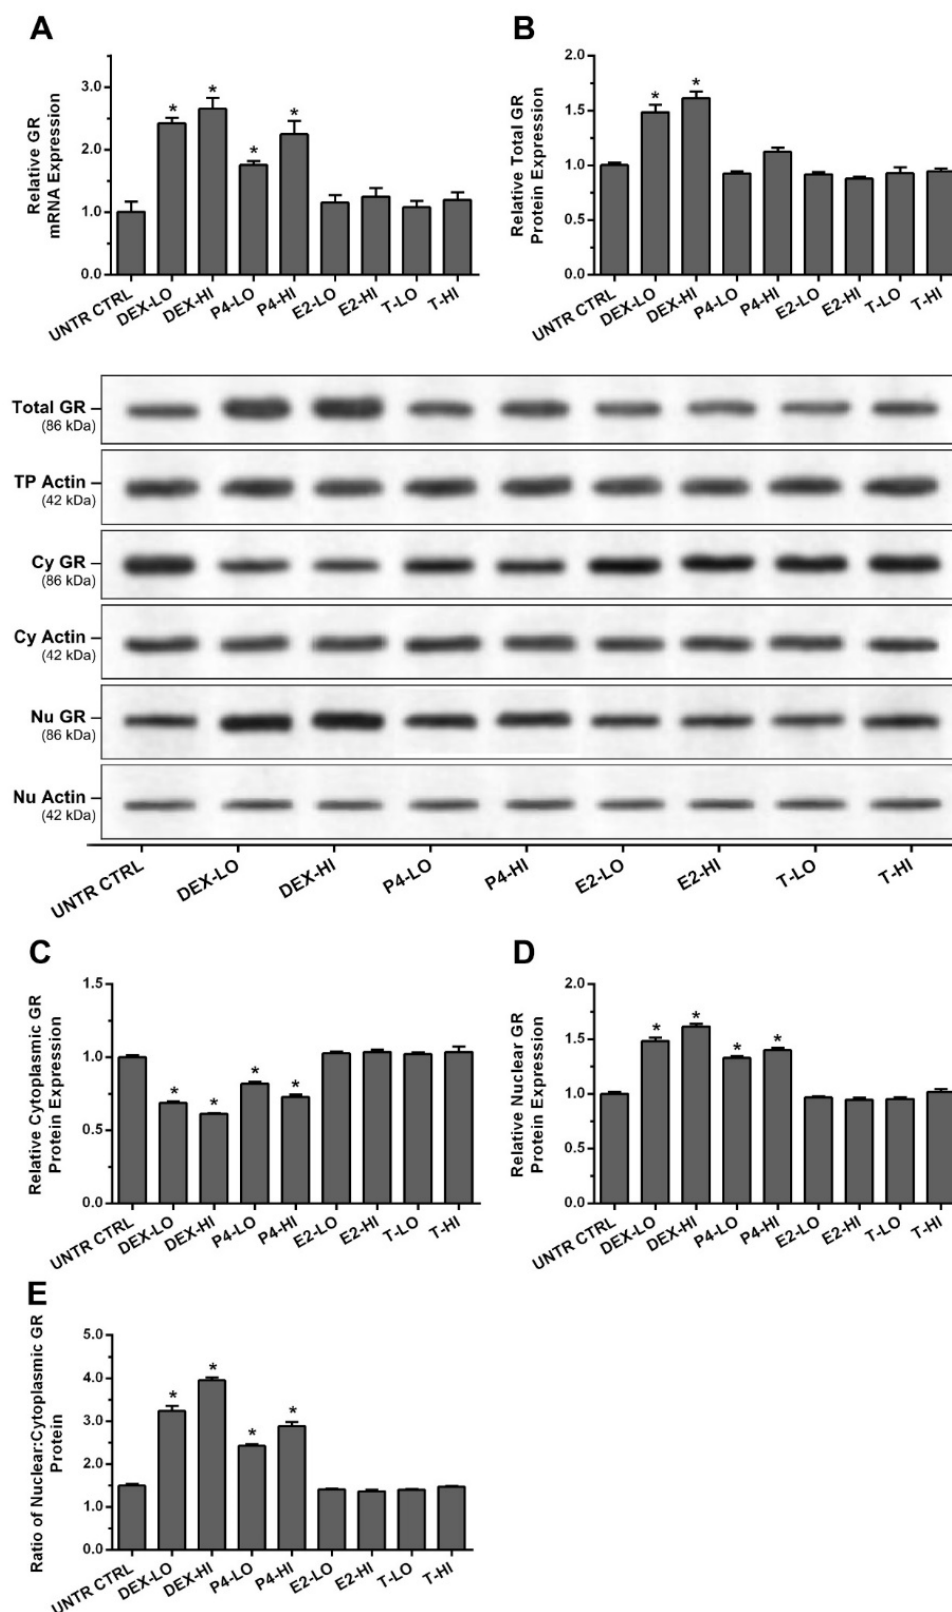 A
Relative GR
mRNA Expression
3.0
2.0
1.0
0.0
* * * *
UNTR CTRL DEX-LO DEX-HI P4-LO P4-HI E2-LO E2-HI T-LO T-HI
B
Relative Total GR
Protein Expression
2.0
1.5
1.0
0.5
0.0
* *
UNTR CTRL DEX-LO DEX-HI P4-LO P4-HI E2-LO E2-HI T-LO T-HI
Total GR
(86 kDa)
TP Actin
(42 kDa)
Cy GR
(86 kDa)
Cy Actin
(42 kDa)
Nu GR
(86 kDa)
Nu Actin
(42 kDa)
UNTR CTRL DEX-LO DEX-HI P4-LO P4-HI E2-LO E2-HI T-LO T-HI
C
Relative Cytoplasmic GR
Protein Expression
1.5
1.0
0.5
0.0
* * * *
UNTR CTRL DEX-LO DEX-HI P4-LO P4-HI E2-LO E2-HI T-LO T-HI
D
Relative Nuclear GR
Protein Expression
2.0
1.5
1.0
0.5
0.0
* * * *
UNTR CTRL DEX-LO DEX-HI P4-LO P4-HI E2-LO E2-HI T-LO T-HI
E
Ratio of Nuclear:Cytoplasmic GR
Protein
5.0
4.0
3.0
2.0
1.0
0.0
* * * *
UNTR CTRL DEX-LO DEX-HI P4-LO P4-HI E2-LO E2-HI T-LO T-HI